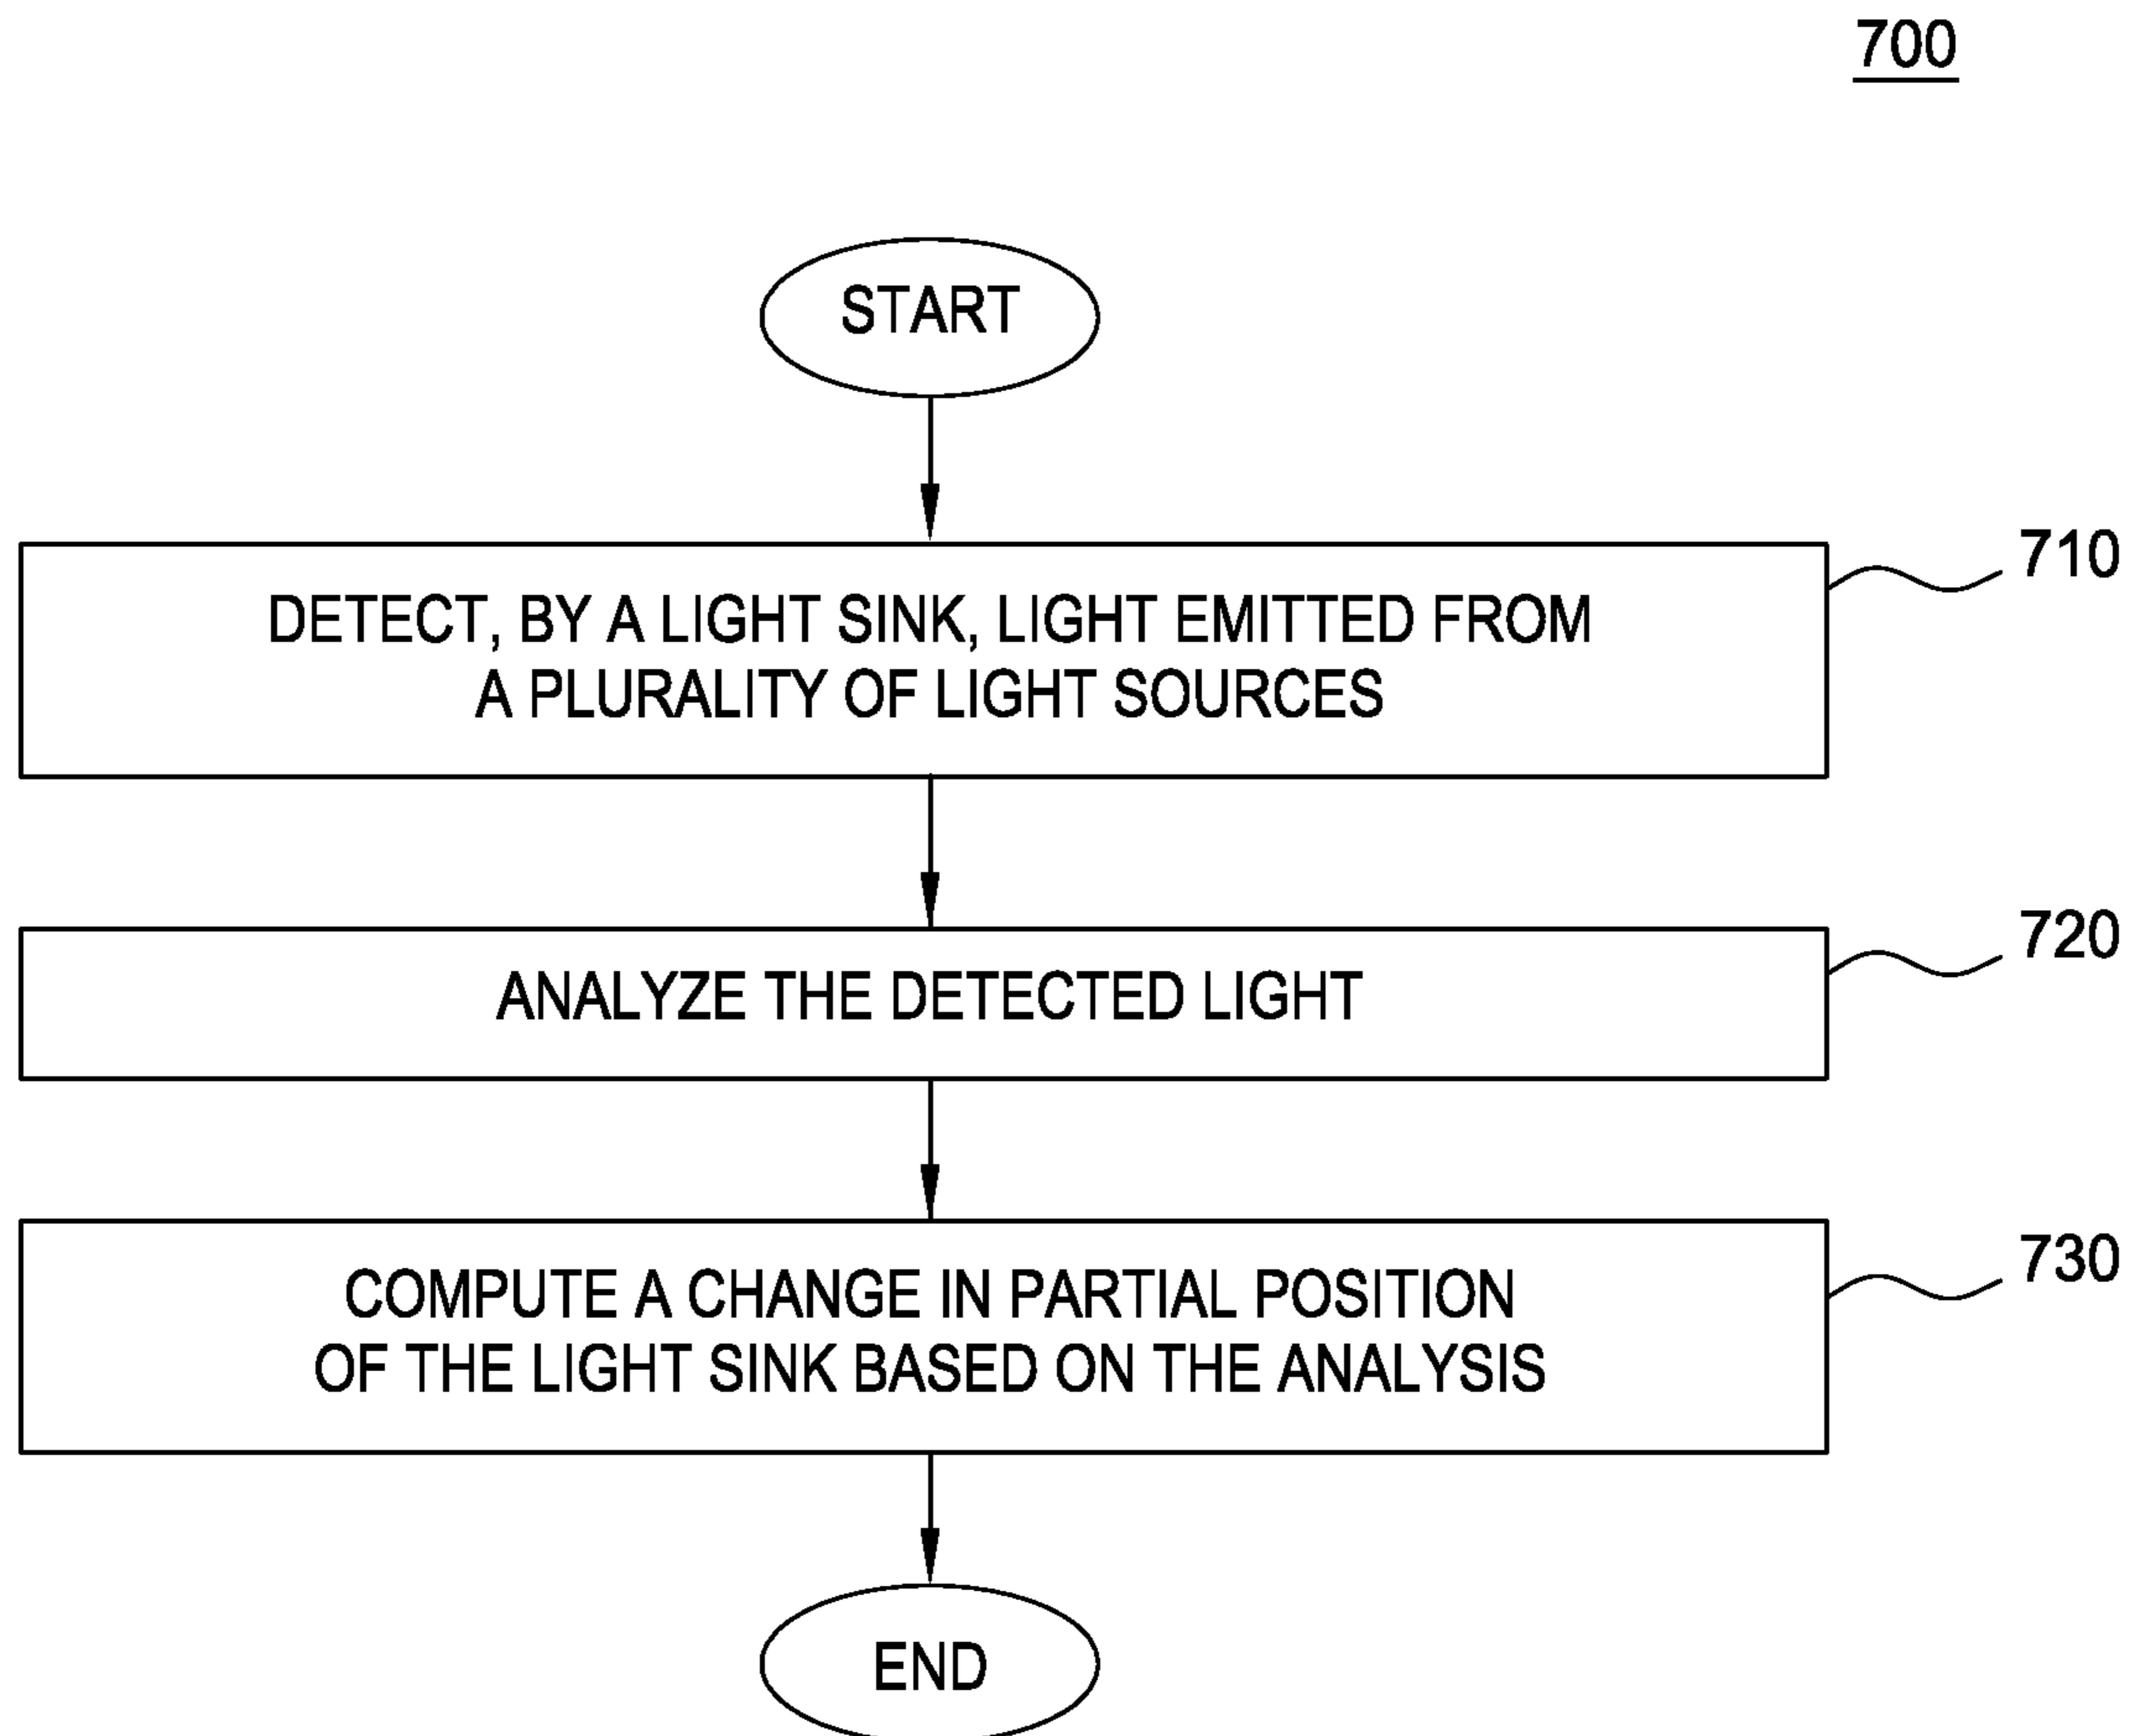 700
START
710
DETECT, BY A LIGHT SINK, LIGHT EMITTED FROM
A PLURALITY OF LIGHT SOURCES
720
ANALYZE THE DETECTED LIGHT
730
COMPUTE A CHANGE IN PARTIAL POSITION
OF THE LIGHT SINK BASED ON THE ANALYSIS
END